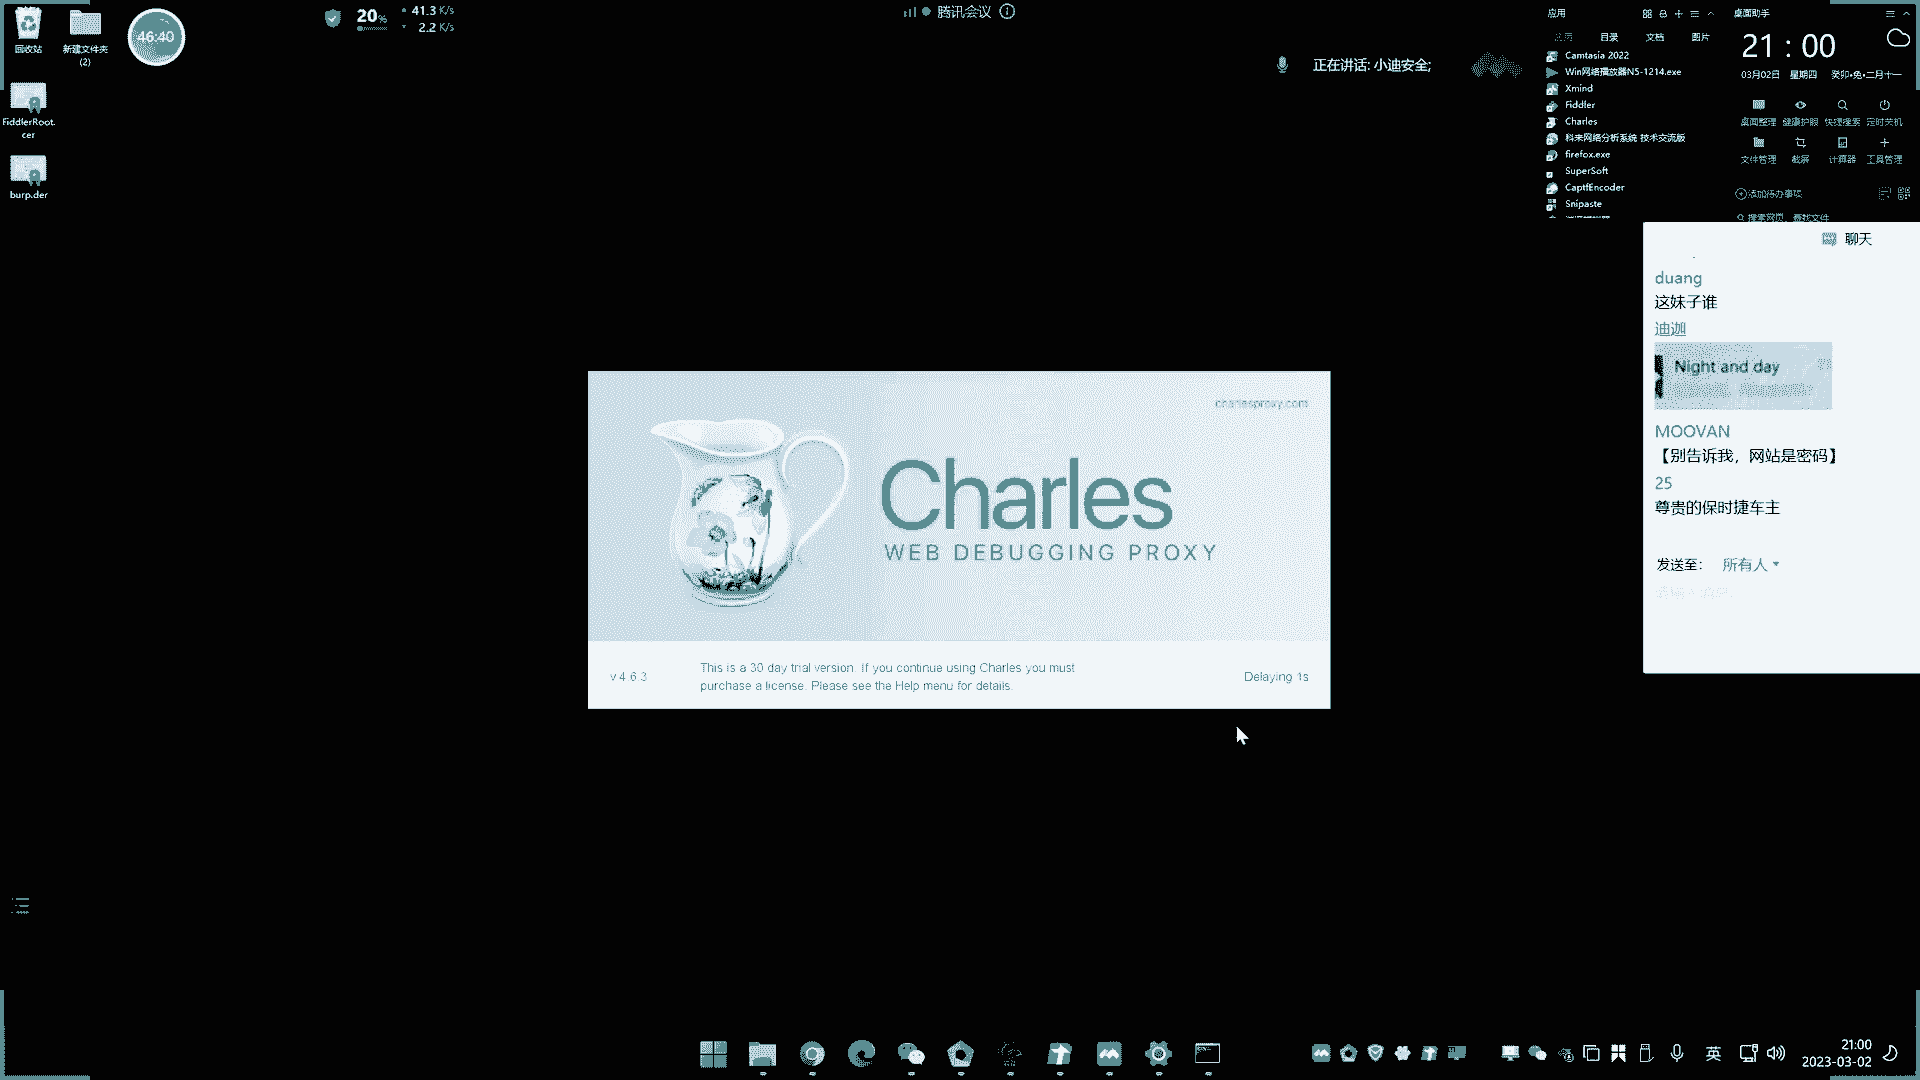 回收站
新建文件夹
(2)
46:40
FiddlerRoot.
cer
burp.der
20%
41.3 K/s
2.2 K/s
腾讯会议
正在讲话: 小迪安全;
应用
目录
文档
图片
Camtasia 2022
Win网络播放器N5-1214.exe
Xmind
Fiddler
Charles
科来网络分析系统 技术交流版
firefox.exe
SuperSoft
CaptfEncoder
Snipaste
桌面助手
21 : 00
03月02日 星期四 癸卯•兔•二月十一
桌面整理 健康护眼 快捷搜索 定时关机
文件管理 截屏 计算器 工具管理
添加待办事项
搜索网页、查找文件
聊天
duang
这妹子谁
迪迦
Night and day
MOOVAN
【别告诉我，网站是密码】
25
尊贵的保时捷车主
发送至: 所有人
charlesproxy.com
Charles
WEB DEBUGGING PROXY
v 4.6.3
This is a 30 day trial version. If you continue using Charles you must
purchase a license. Please see the Help menu for details.
Delaying 1s
英
21:00
2023-03-02